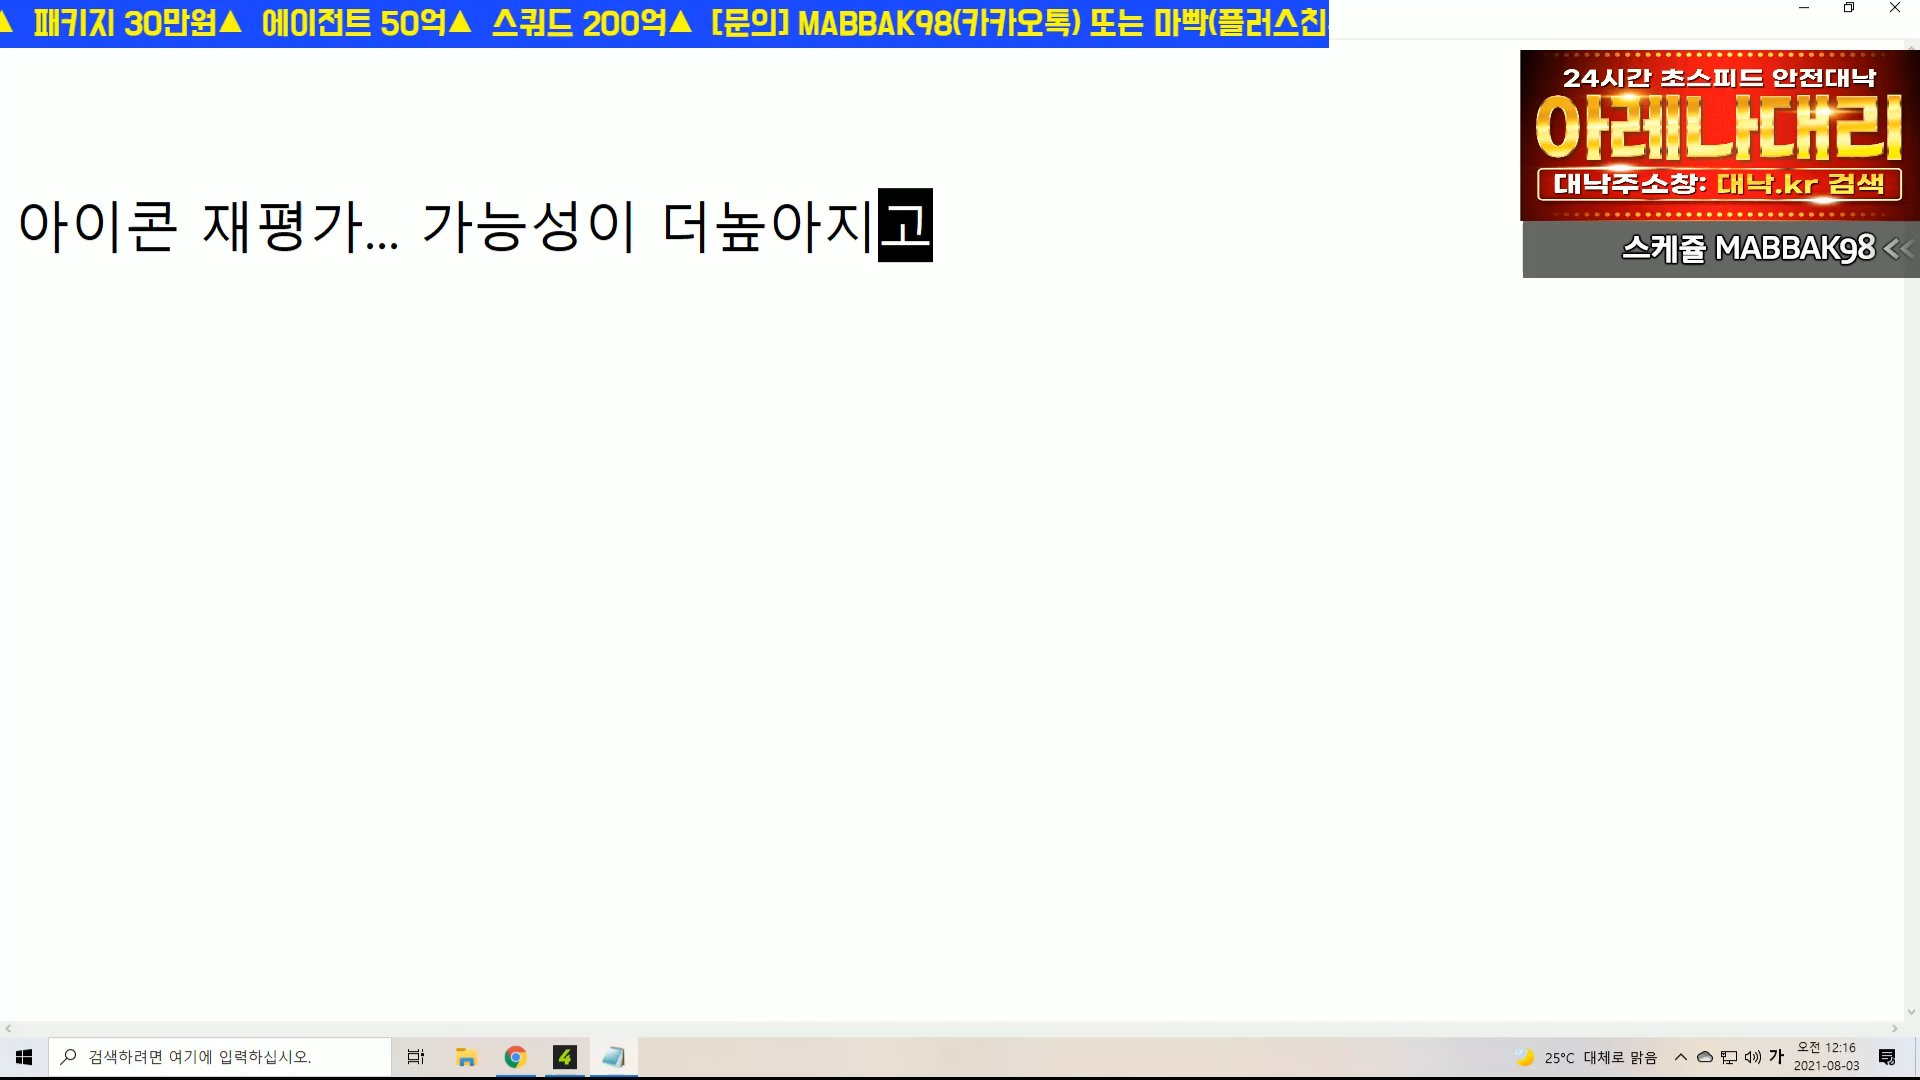 ▲ 패키지 30만원▲ 에이전트 50억▲ 스쿼드 200억▲ [문의] MABBAK98(카카오톡) 또는 마빡(플러스친
24시간 초스피드 안전대낙
아레나대리
대낙주소창: 대낙.kr 검색
스케쥴 MABBAK98 <<
아이콘 재평가... 가능성이 더높아지고
검색하려면 여기에 입력하십시오.
4
25°C 대체로 맑음
가
오전 12:16
2021-08-03